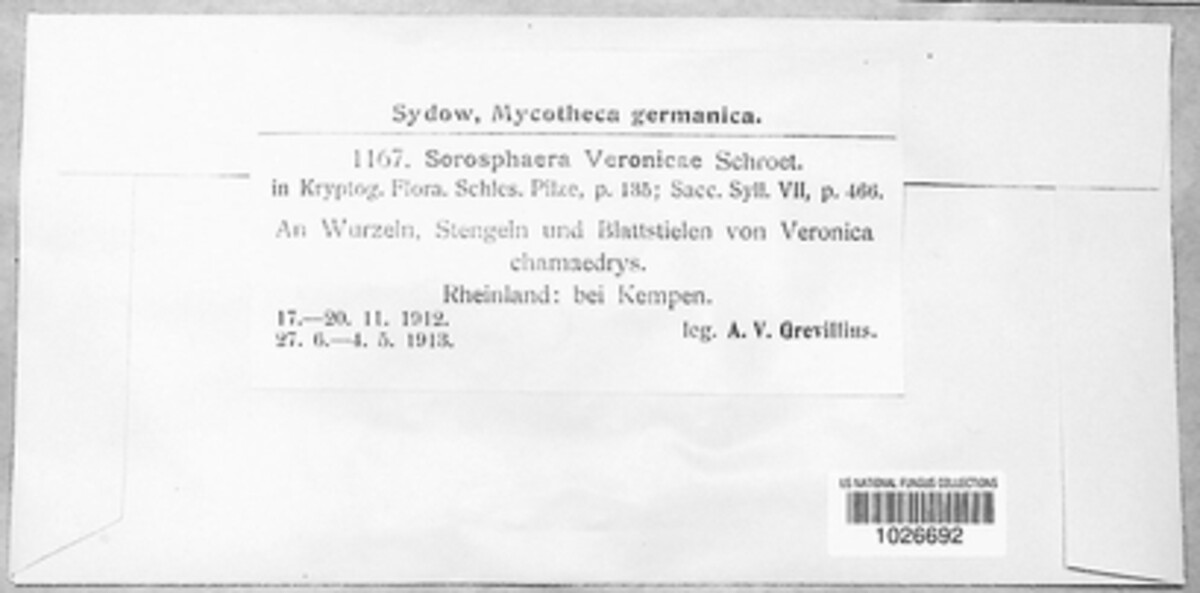 Sydow, Mycotheca germanica.
1167. Sorosphaera Veronicae Schroet.
in Kryptog. Flora. Schles. Pilze, p. 135; Sacc. Syll. VII, p. 466.
An Wurzeln, Stengeln und Blattstielen von Veronica
chamaedrys.
Rheinland: bei Kempen.
17.—20. 11. 1912.
27. 6.—4. 5. 1913.
leg. A. V. Grevillius.
US NATIONAL FUNGUS COLLECTIONS
1026692